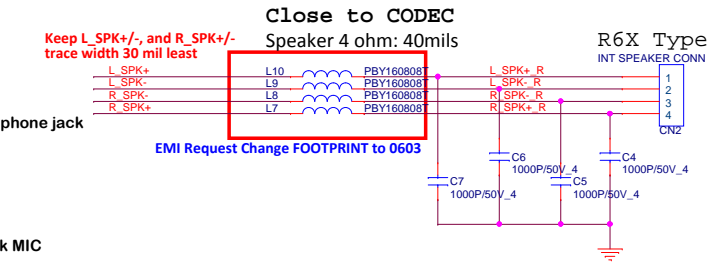 Close to CODEC
Keep L_SPK+/-, and R_SPK+/-
trace width 30 mil least
Speaker 4 ohm: 40mils
R6X Type
INT SPEAKER CONN
L_SPK+ L10 PBY160808T L_SPK+_R 1
L_SPK- L9 PBY160808T L_SPK-_R 2
R_SPK- L8 PBY160808T R_SPK-_R 3
R_SPK+ L7 PBY160808T R_SPK+_R 4
CN2
phone jack
EMI Request Change FOOTPRINT to 0603
C6 C4
1000P/50V_4 1000P/50V_4
C7 C5
1000P/50V_4 1000P/50V_4
k MIC